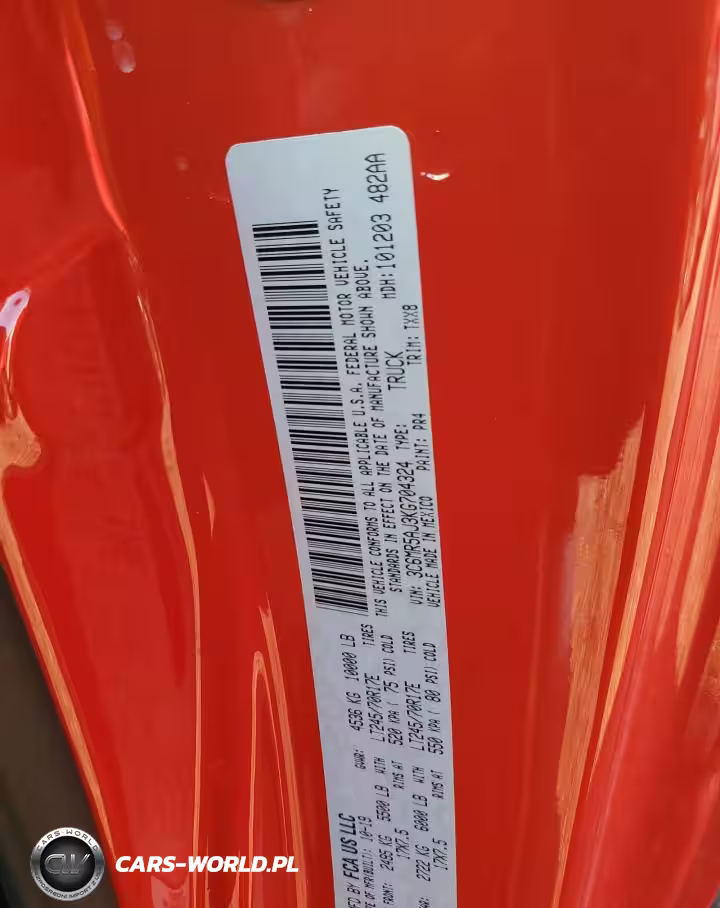 MFD BY FCA US LLC
DATE OF MFR(BUILT): 10-19
GVWR: 4536 KG 10000 LB
FRONT: 2495 KG 5500 LB WITH LT245/70R17E TIRES
17X7.5 RIMS AT 520 KPA ( 75 PSI) COLD
2722 KG 6000 LB WITH LT245/70R17E TIRES
17X7.5 RIMS AT 550 KPA ( 80 PSI) COLD
THIS VEHICLE CONFORMS TO ALL APPLICABLE U.S.A. FEDERAL MOTOR VEHICLE SAFETY
STANDARDS IN EFFECT ON THE DATE OF MANUFACTURE SHOWN ABOVE.
MDH: 101203 482AA
VIN: 3C6MR5AJ3KG704324 TYPE: TRUCK
VEHICLE MADE IN MEXICO PAINT: PR4 TRIM: TXX8
CARS-WORLD.PL
CARS-WORLD
CW